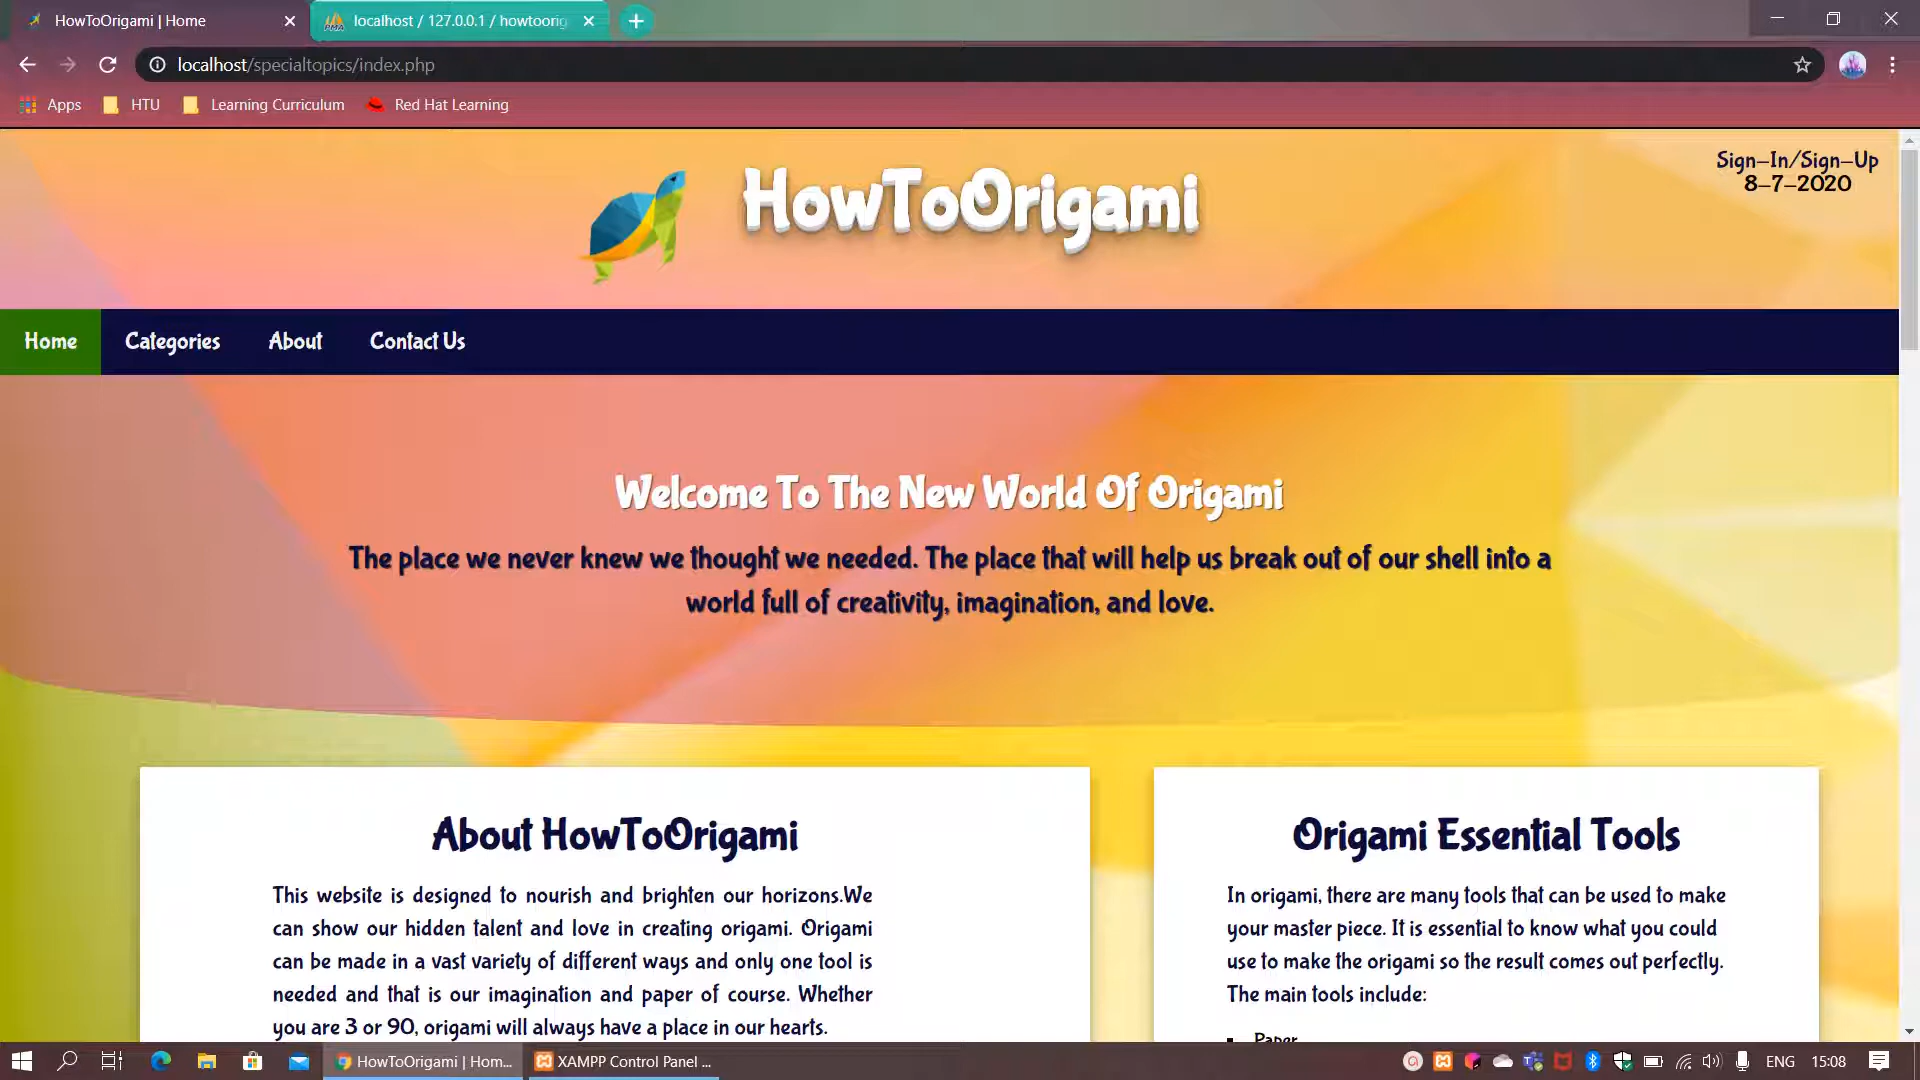 HowToOrigami | Home
localhost / 127.0.0.1 / howtoorig
localhost/specialtopics/index.php
Apps
HTU
Learning Curriculum
Red Hat Learning
Sign-In/Sign-Up
8-7-2020
HowToOrigami
Home
Categories
About
Contact Us
Welcome To The New World Of Origami
The place we never knew we thought we needed. The place that will help us break out of our shell into a
world full of creativity, imagination, and love.
About HowToOrigami
This website is designed to nourish and brighten our horizons.We
can show our hidden talent and love in creating origami. Origami
can be made in a vast variety of different ways and only one tool is
needed and that is our imagination and paper of course. Whether
you are 3 or 90, origami will always have a place in our hearts.
Origami Essential Tools
In origami, there are many tools that can be used to make
your master piece. It is essential to know what you could
use to make the origami so the result comes out perfectly.
The main tools include:
Paper
HowToOrigami | Hom...
XAMPP Control Panel ...
ENG
15:08